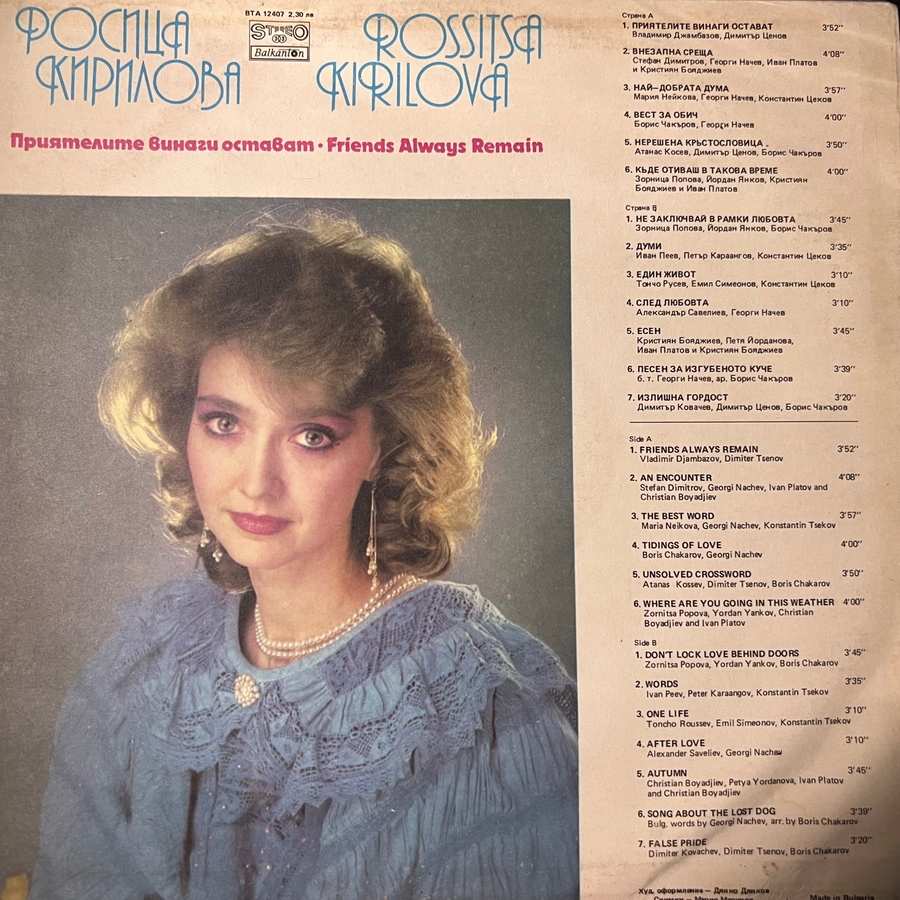 РОСИЦА
КИРИЛОВА
ВТА 12407 2,30 лв
STEREO
33
Balkanton
ROSSITSA
KIRILOVA
Приятелите винаги остават · Friends Always Remain
Страна А
1. ПРИЯТЕЛИТЕ ВИНАГИ ОСТАВАТ 3'52''
Владимир Джамбазов, Димитър Ценов
2. ВНЕЗАПНА СРЕЩА 4'08''
Стефан Димитров, Георги Начев, Иван Платов
и Кристиян Бояджиев
3. НАЙ—ДОБРАТА ДУМА 3'57''
Мария Нейкова, Георги Начев, Константин Цеков
4. ВЕСТ ЗА ОБИЧ 4'00''
Борис Чакъров, Георги Начев
5. НЕРЕШЕНА КРЪСТОСЛОВИЦА 3'50''
Атанас Косев, Димитър Ценов, Борис Чакъров
6. КЪДЕ ОТИВАШ В ТАКОВА ВРЕМЕ 4'00''
Зорница Попова, Йордан Янков, Кристиян
Бояджиев и Иван Платов
Страна Б
1. НЕ ЗАКЛЮЧВАЙ В РАМКИ ЛЮБОВТА 3'45''
Зорница Попова, Йордан Янков, Борис Чакъров
2. ДУМИ 3'35''
Иван Пеев, Петър Караангов, Константин Цеков
3. ЕДИН ЖИВОТ 3'10''
Тончо Русев, Емил Симеонов, Константин Цеков
4. СЛЕД ЛЮБОВТА 3'10''
Александър Савелиев, Георги Начев
5. ЕСЕН 3'45''
Кристиян Бояджиев, Петя Йорданова,
Иван Платов и Кристиян Бояджиев
6. ПЕСЕН ЗА ИЗГУБЕНОТО КУЧЕ 3'39''
б. т. Георги Начев, ар. Борис Чакъров
7. ИЗЛИШНА ГОРДОСТ 3'20''
Димитър Ковачев, Димитър Ценов, Борис Чакъров
Side A
1. FRIENDS ALWAYS REMAIN 3'52''
Vladimir Djambazov, Dimiter Tsenov
2. AN ENCOUNTER 4'08''
Stefan Dimitrov, Georgi Nachev, Ivan Platov and
Christian Boyadjiev
3. THE BEST WORD 3'57''
Maria Neikova, Georgi Nachev, Konstantin Tsekov
4. TIDINGS OF LOVE 4'00''
Boris Chakarov, Georgi Nachev
5. UNSOLVED CROSSWORD 3'50''
Atanas Kossev, Dimiter Tsenov, Boris Chakarov
6. WHERE ARE YOU GOING IN THIS WEATHER 4'00''
Zornitsa Popova, Yordan Yankov, Christian
Boyadjiev and Ivan Platov
Side B
1. DON'T LOCK LOVE BEHIND DOORS 3'45''
Zornitsa Popova, Yordan Yankov, Boris Chakarov
2. WORDS 3'35''
Ivan Peev, Peter Karaangov, Konstantin Tsekov
3. ONE LIFE 3'10''
Toncho Roussev, Emil Simeonov, Konstantin Tsekov
4. AFTER LOVE 3'10''
Alexander Saveliev, Georgi Nachev
5. AUTUMN 3'45''
Christian Boyadjiev, Petya Yordanova, Ivan Platov
and Christian Boyadjiev
6. SONG ABOUT THE LOST DOG 3'39''
Bulg. words by Georgi Nachev, arr. by Boris Chakarov
7. FALSE PRIDE 3'20''
Dimiter Kovachev, Dimiter Tsenov, Boris Chakarov
Худ. оформление —
Made in Bulgaria